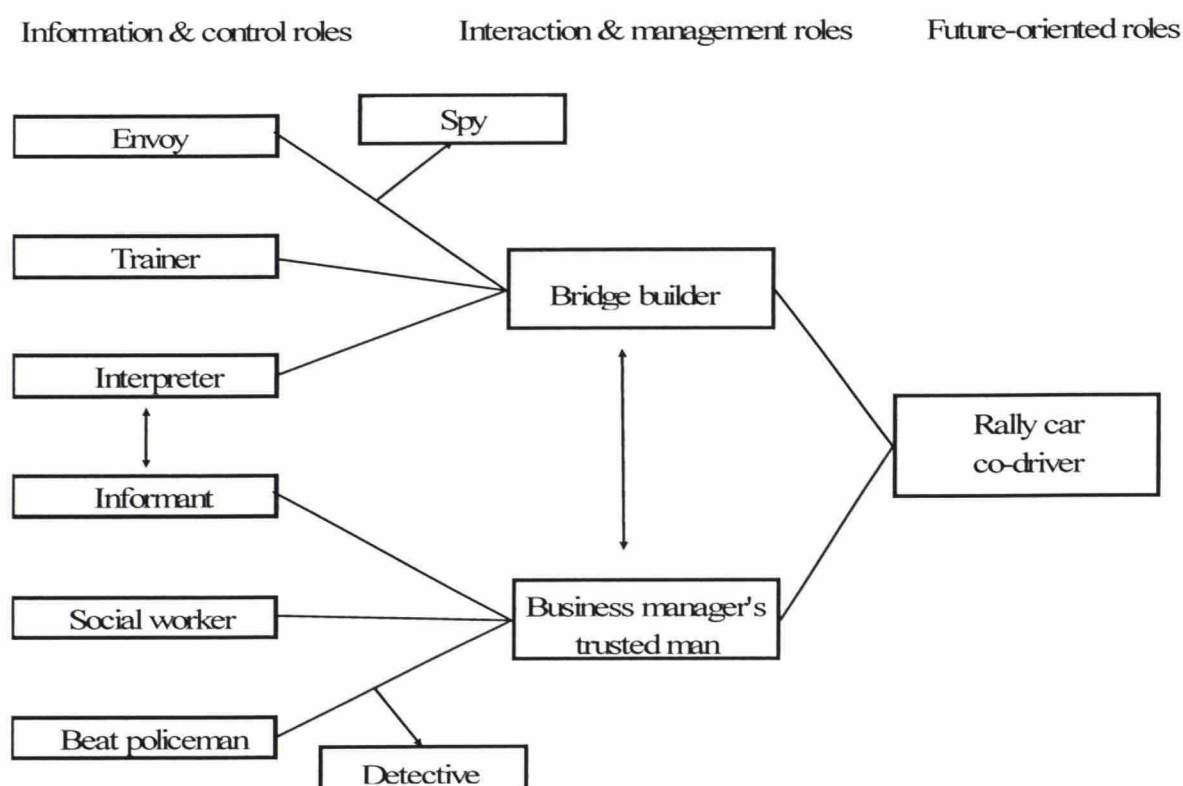 Information & control roles
Interaction & management roles
Future-oriented roles
Envoy
Spy
Trainer
Bridge builder
Interpreter
Rally car
co-driver
Informant
Social worker
Business manager's
trusted man
Beat policeman
Detective